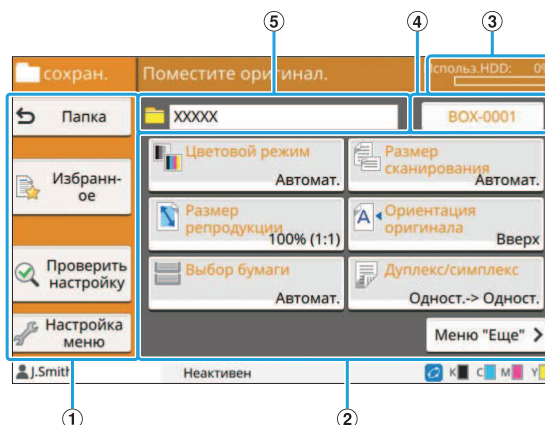 ⑤ ④ ③
сохран.
Поместите оригинал.
Использ.HDD: 0%
Папка
XXXXX
BOX-0001
Избранн-
ое
Проверить
настройку
Настройка
меню
Цветовой режим
Автомат.
Размер
сканирования
Автомат.
Размер
репродукции
100% (1:1)
Ориентация
оригинала
Вверх
Выбор бумаги
Автомат.
Дуплекс/симплекс
Одност.-> Одност.
Меню "Еще"
J.Smith
Неактивен
K C M Y
① ②